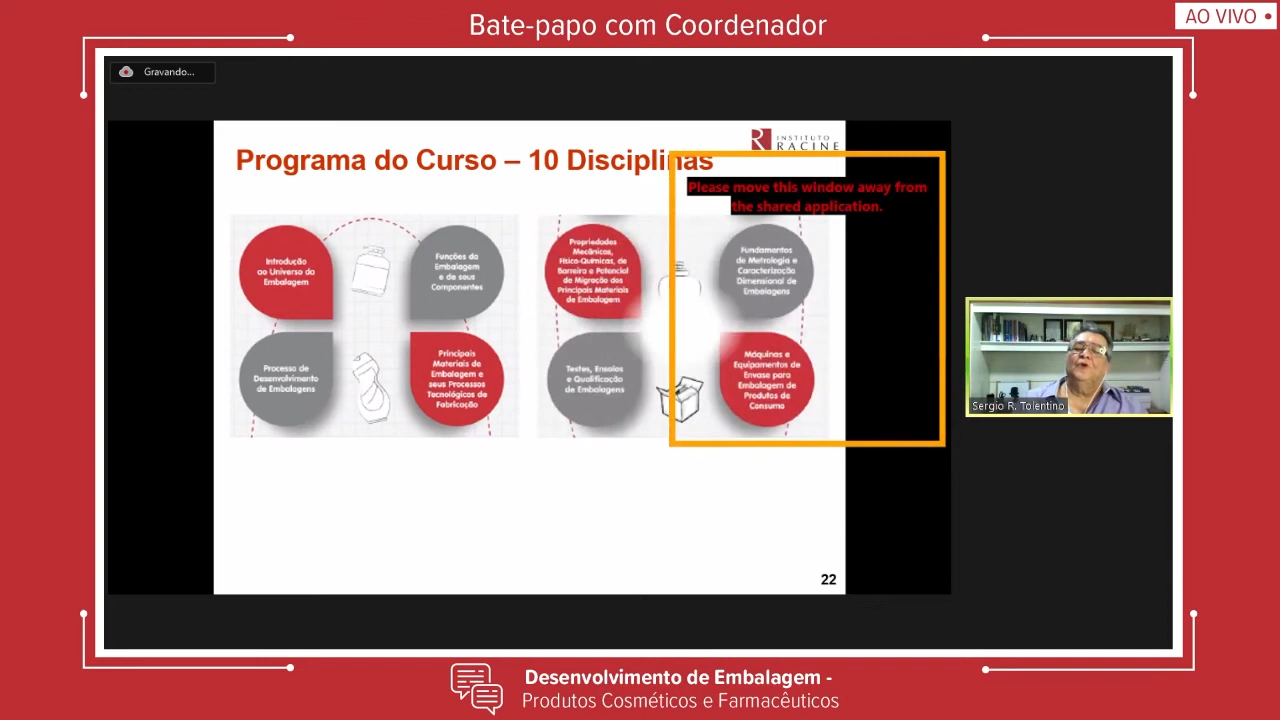 Bate-papo com Coordenador
AO VIVO
Gravando...
INSTITUTO
RACINE
Programa do Curso – 10 Disciplinas
Please move this window away from
the shared application.
Introdução
ao Universo da
Embalagem
Funções da
Embalagem
e de seus
Componentes
Propriedades
Mecânicas,
Físico-Químicas, de
Barreira e Potencial
de Migração dos
Principais Materiais
de Embalagem
Fundamentos
de Metrologia e
Caracterização
Dimensional de
Embalagens
Processo de
Desenvolvimento
de Embalagens
Principais
Materiais de
Embalagem e
seus Processos
Tecnológicos de
Fabricação
Testes, Ensaios
e Qualificação
de Embalagens
Máquinas e
Equipamentos de
Envase para
Embalagem de
Produtos de
Consumo
Sergio R. Tolentino
22
Desenvolvimento de Embalagem -
Produtos Cosméticos e Farmacêuticos